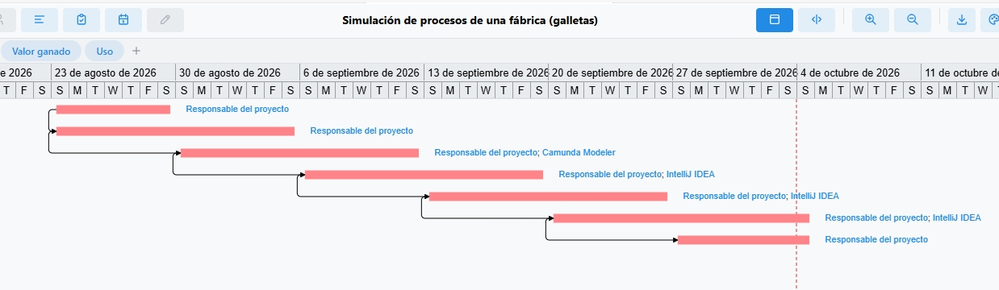 Simulación de procesos de una fábrica (galletas)
Valor ganado Uso +
e 2026 23 de agosto de 2026 30 de agosto de 2026 6 de septiembre de 2026 13 de septiembre de 2026 20 de septiembre de 2026 27 de septiembre de 2026 4 de octubre de 2026 11 de octubre de
T F S S M T W T F S S M T W T F S S M T W T F S S M T W T F S S M T W T F S S M T W T F S S M T W T F S S M T W T
Responsable del proyecto
Responsable del proyecto
Responsable del proyecto; Camunda Modeler
Responsable del proyecto; IntelliJ IDEA
Responsable del proyecto; IntelliJ IDEA
Responsable del proyecto; IntelliJ IDEA
Responsable del proyecto